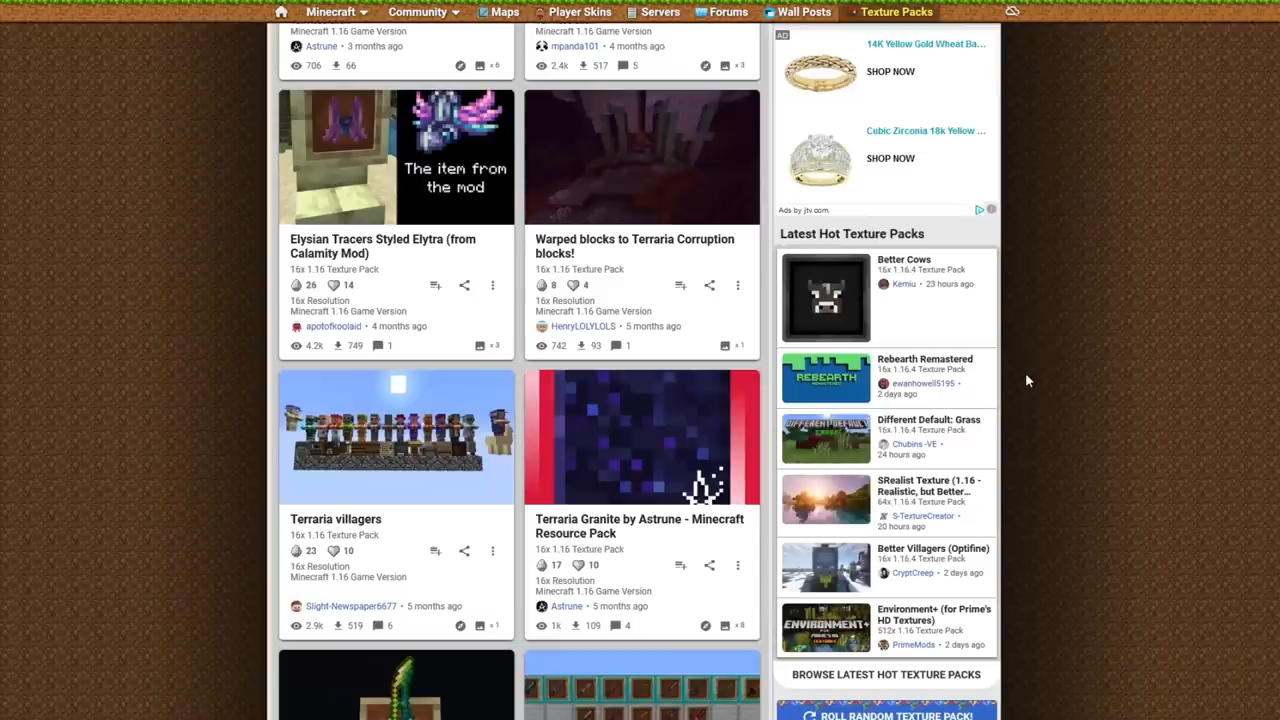 Minecraft Community Maps Player Skins Servers Forums Wall Posts Texture Packs
Minecraft 1.16 Game Version
Astrune • 3 months ago
706 66 x 6
Minecraft 1.16 Game Version
mpanda101 • 4 months ago
2.4k 517 5 x 3
The item from
the mod
Elysian Tracers Styled Elytra (from
Calamity Mod)
16x 1.16 Texture Pack
26 14
16x Resolution
Minecraft 1.16 Game Version
apotofkoolaid • 4 months ago
4.2k 749 1 x 3
Warped blocks to Terraria Corruption
blocks!
16x 1.16 Texture Pack
8 4
16x Resolution
Minecraft 1.16 Game Version
HenryLOLYLOLS • 5 months ago
742 93 1 x 1
Terraria villagers
16x 1.16 Texture Pack
23 10
16x Resolution
Minecraft 1.16 Game Version
Slight-Newspaper6677 • 5 months ago
2.9k 519 6 x 1
Terraria Granite by Astrune - Minecraft
Resource Pack
16x 1.16 Texture Pack
17 10
16x Resolution
Minecraft 1.16 Game Version
Astrune • 5 months ago
1k 109 4 x 8
AD
14K Yellow Gold Wheat Ba...
SHOP NOW
Cubic Zirconia 18k Yellow ...
SHOP NOW
Ads by jtv.com
Latest Hot Texture Packs
Better Cows
16x 1.16.4 Texture Pack
Kerniu • 23 hours ago
REBEARTH
Rebearth Remastered
16x 1.16.4 Texture Pack
ewanhowell5195 •
2 days ago
DIFFERENT DEFAULT:
GRASS
Different Default: Grass
16x 1.16.4 Texture Pack
Chubins -VE •
24 hours ago
SRealist Texture (1.16 -
Realistic, but Better...
64x 1.16.4 Texture Pack
S-TextureCreator •
20 hours ago
Better Villagers (Optifine)
16x 1.16.4 Texture Pack
CryptCreep • 2 days ago
ENVIRONMENT+
Environment+ (for Prime's
HD Textures)
512x 1.16 Texture Pack
PrimeMods • 2 days ago
BROWSE LATEST HOT TEXTURE PACKS
ROLL RANDOM TEXTURE PACK!